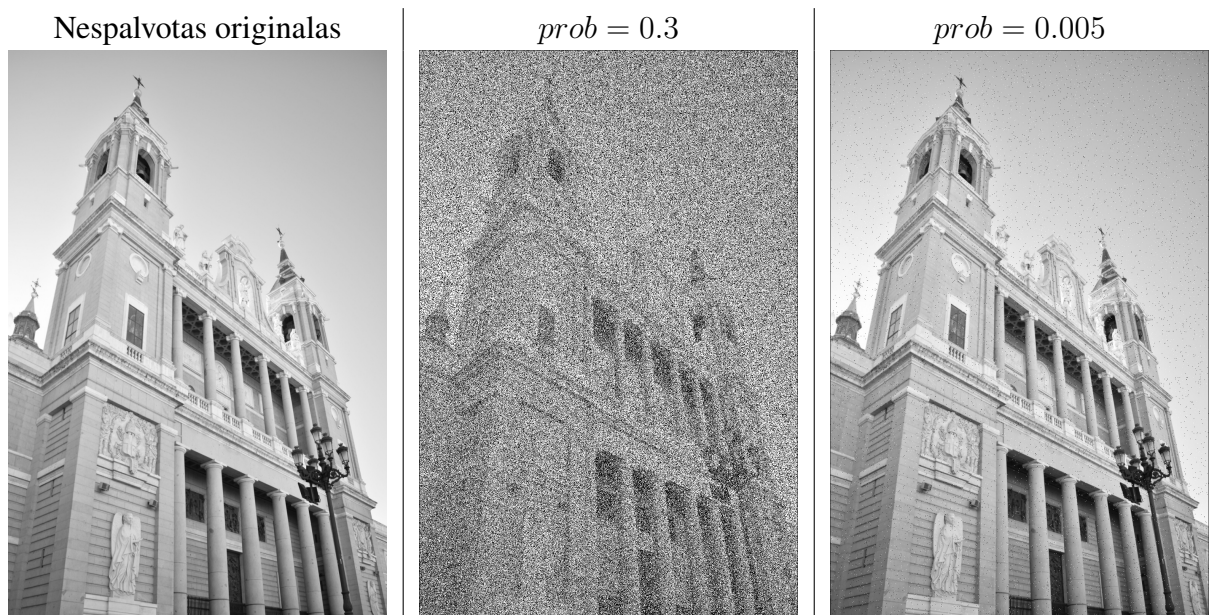 Nespalvotas originalas
prob = 0.3
prob = 0.005